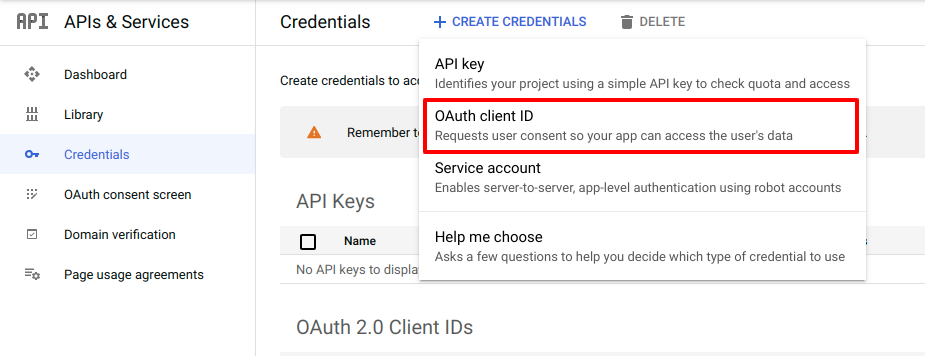 API APIs & Services
Credentials
CREATE CREDENTIALS
DELETE
Dashboard
Library
Credentials
OAuth consent screen
Domain verification
Page usage agreements
Create credentials to
API key
Identifies your project using a simple API key to check quota and access
Remember
OAuth client ID
Requests user consent so your app can access the user's data
Service account
Enables server-to-server, app-level authentication using robot accounts
API Keys
Help me choose
Asks a few questions to help you decide which type of credential to use
Name
No API keys to
OAuth 2.0 Client IDs